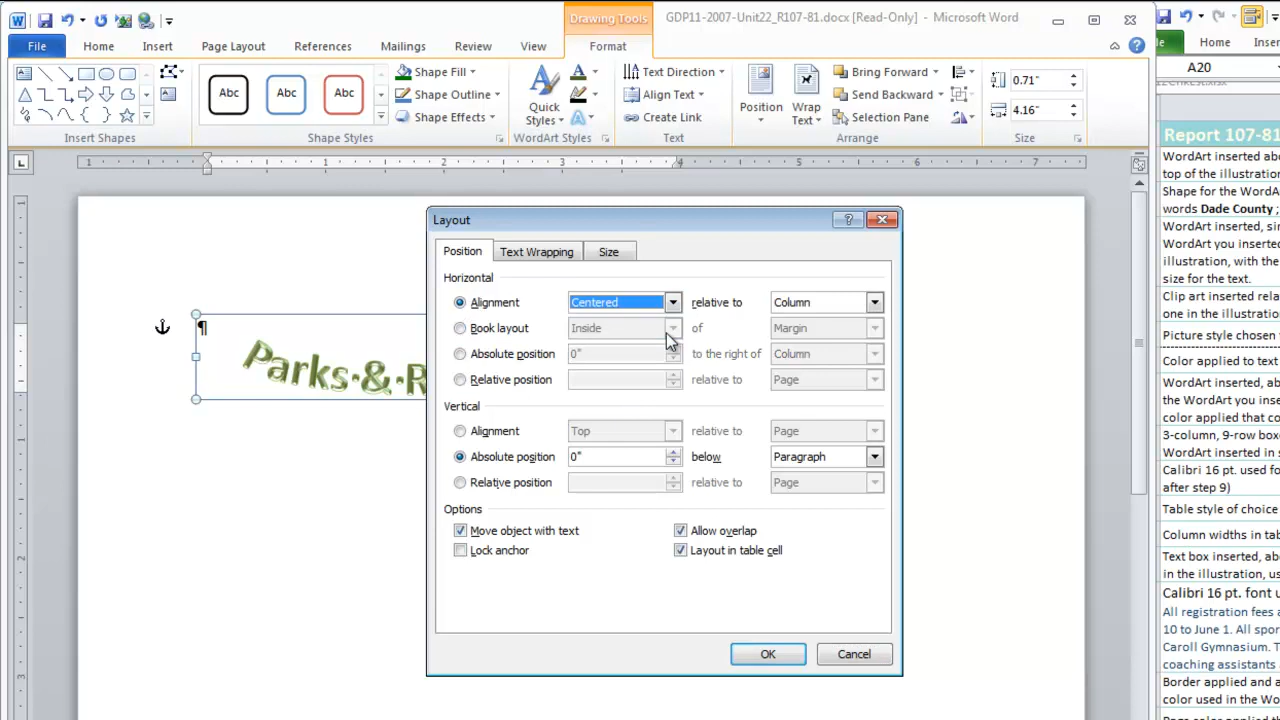 Drawing Tools
GDP11-2007-Unit22_R107-81.docx [Read-Only] - Microsoft Word
File Home Insert Page Layout References Mailings Review View Format
Home
A20
Abc Abc Abc
Shape Fill
Shape Outline
Shape Effects
Quick Styles
Text Direction
Align Text
Create Link
Position
Wrap Text
Bring Forward
Send Backward
Selection Pane
0.71"
4.16"
Insert Shapes Shape Styles WordArt Styles Text Arrange Size
1 1 2 3 4 5 6 7
Parks·&·R
¶
Layout
Position Text Wrapping Size
Horizontal
Alignment Centered relative to Column
Book layout Inside of Margin
Absolute position 0" to the right of Column
Relative position relative to Page
Vertical
Alignment Top relative to Page
Absolute position 0" below Paragraph
Relative position relative to Page
Options
Move object with text Allow overlap
Lock anchor Layout in table cell
OK Cancel
Report 107-81
WordArt inserted
top of the illustration
Shape for the WordA
words Dade County ;
WordArt inserted, sin
WordArt you inserted
illustration, with the
size for the text.
Clip art inserted rela
one in the illustration
Picture style chosen
Color applied to text
WordArt inserted, ab
the WordArt you inse
color applied that co
3-column, 9-row box
WordArt inserted in s
Calibri 16 pt. used fo
after step 9)
Table style of choice
Column widths in tab
Text box inserted, ab
in the illustration, us
Calibri 16 pt. font u
All registration fees a
10 to June 1. All spor
Caroll Gymnasium. T
coaching assistants
Border applied and a
color used in the Wo